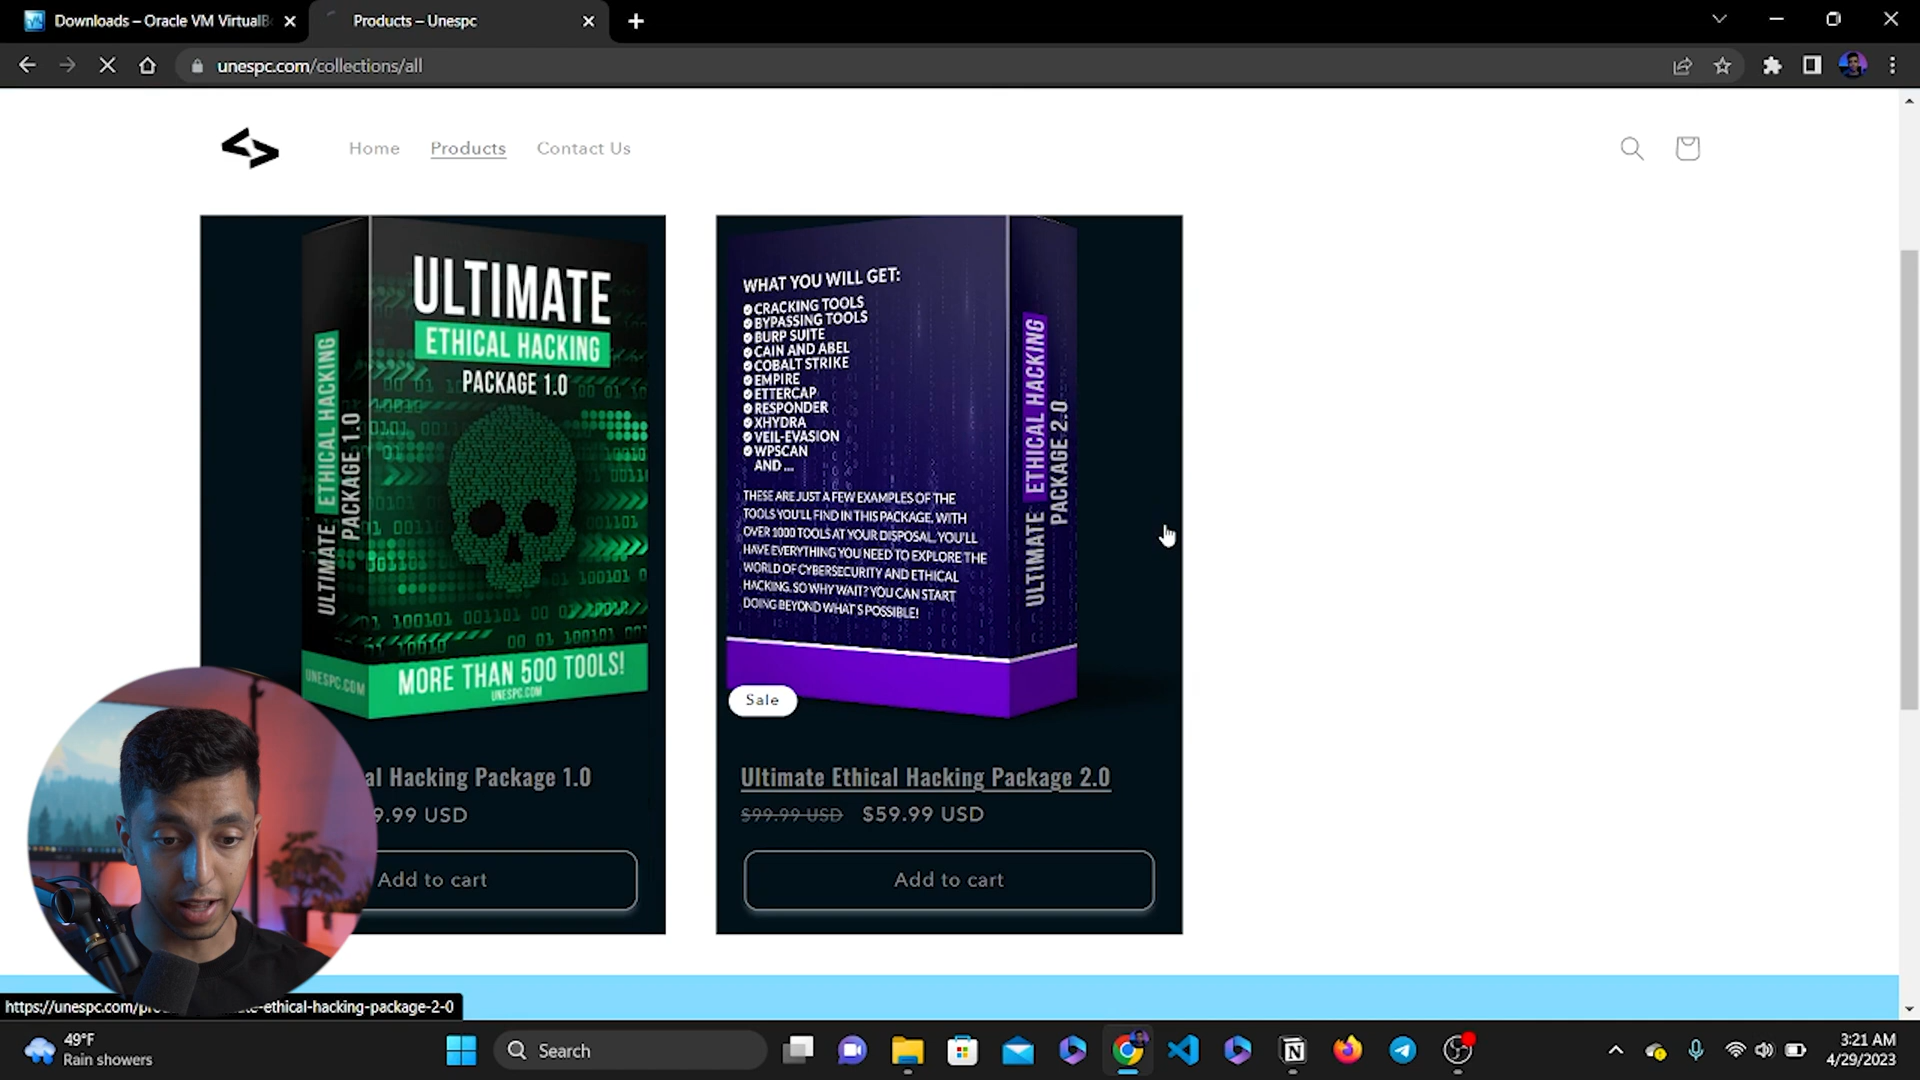 Downloads – Oracle VM VirtualB
Products – Unespc
unespc.com/collections/all
Home
Products
Contact Us
ULTIMATE
ETHICAL HACKING
PACKAGE 1.0
ULTIMATE ETHICAL HACKING
PACKAGE 1.0
UNESPC.COM
MORE THAN 500 TOOLS!
UNESPC.COM
WHAT YOU WILL GET:
CRACKING TOOLS
BYPASSING TOOLS
BURP SUITE
CAIN AND ABEL
COBALT STRIKE
EMPIRE
ETTERCAP
RESPONDER
XHYDRA
VEIL-EVASION
WPSCAN
AND ...
THESE ARE JUST A FEW EXAMPLES OF THE
TOOLS YOU'LL FIND IN THIS PACKAGE. WITH
OVER 1000 TOOLS AT YOUR DISPOSAL, YOU'LL
HAVE EVERYTHING YOU NEED TO EXPLORE THE
WORLD OF CYBERSECURITY AND ETHICAL
HACKING. SO WHY WAIT? YOU CAN START
DOING BEYOND WHAT'S POSSIBLE!
ULTIMATE ETHICAL HACKING
PACKAGE 2.0
Sale
al Hacking Package 1.0
9.99 USD
Add to cart
Ultimate Ethical Hacking Package 2.0
$99.99 USD $59.99 USD
Add to cart
https://unespc.com/pr
e-ethical-hacking-package-2-0
49°F
Rain showers
Search
3:21 AM
4/29/2023